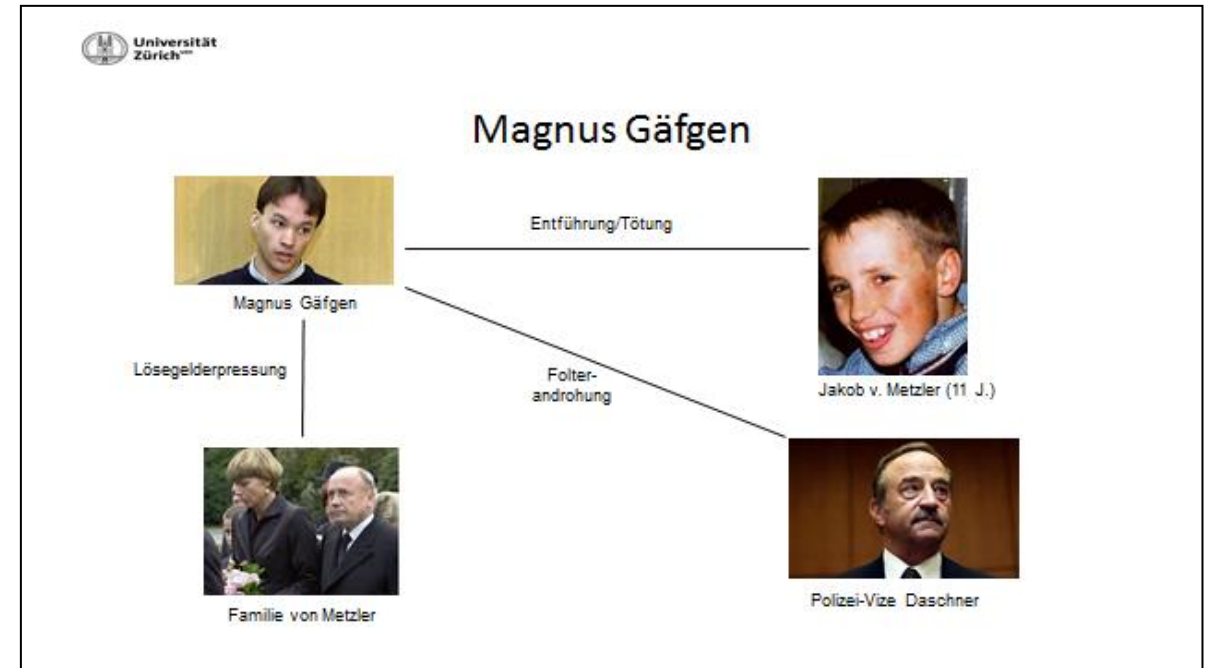 Universität
Zürich
Magnus Gäfgen
Entführung/Tötung
Magnus Gäfgen
Lösegelderpressung
Folter-
androhung
Jakob v. Metzler (11 J.)
Familie von Metzler
Polizei-Vize Daschner